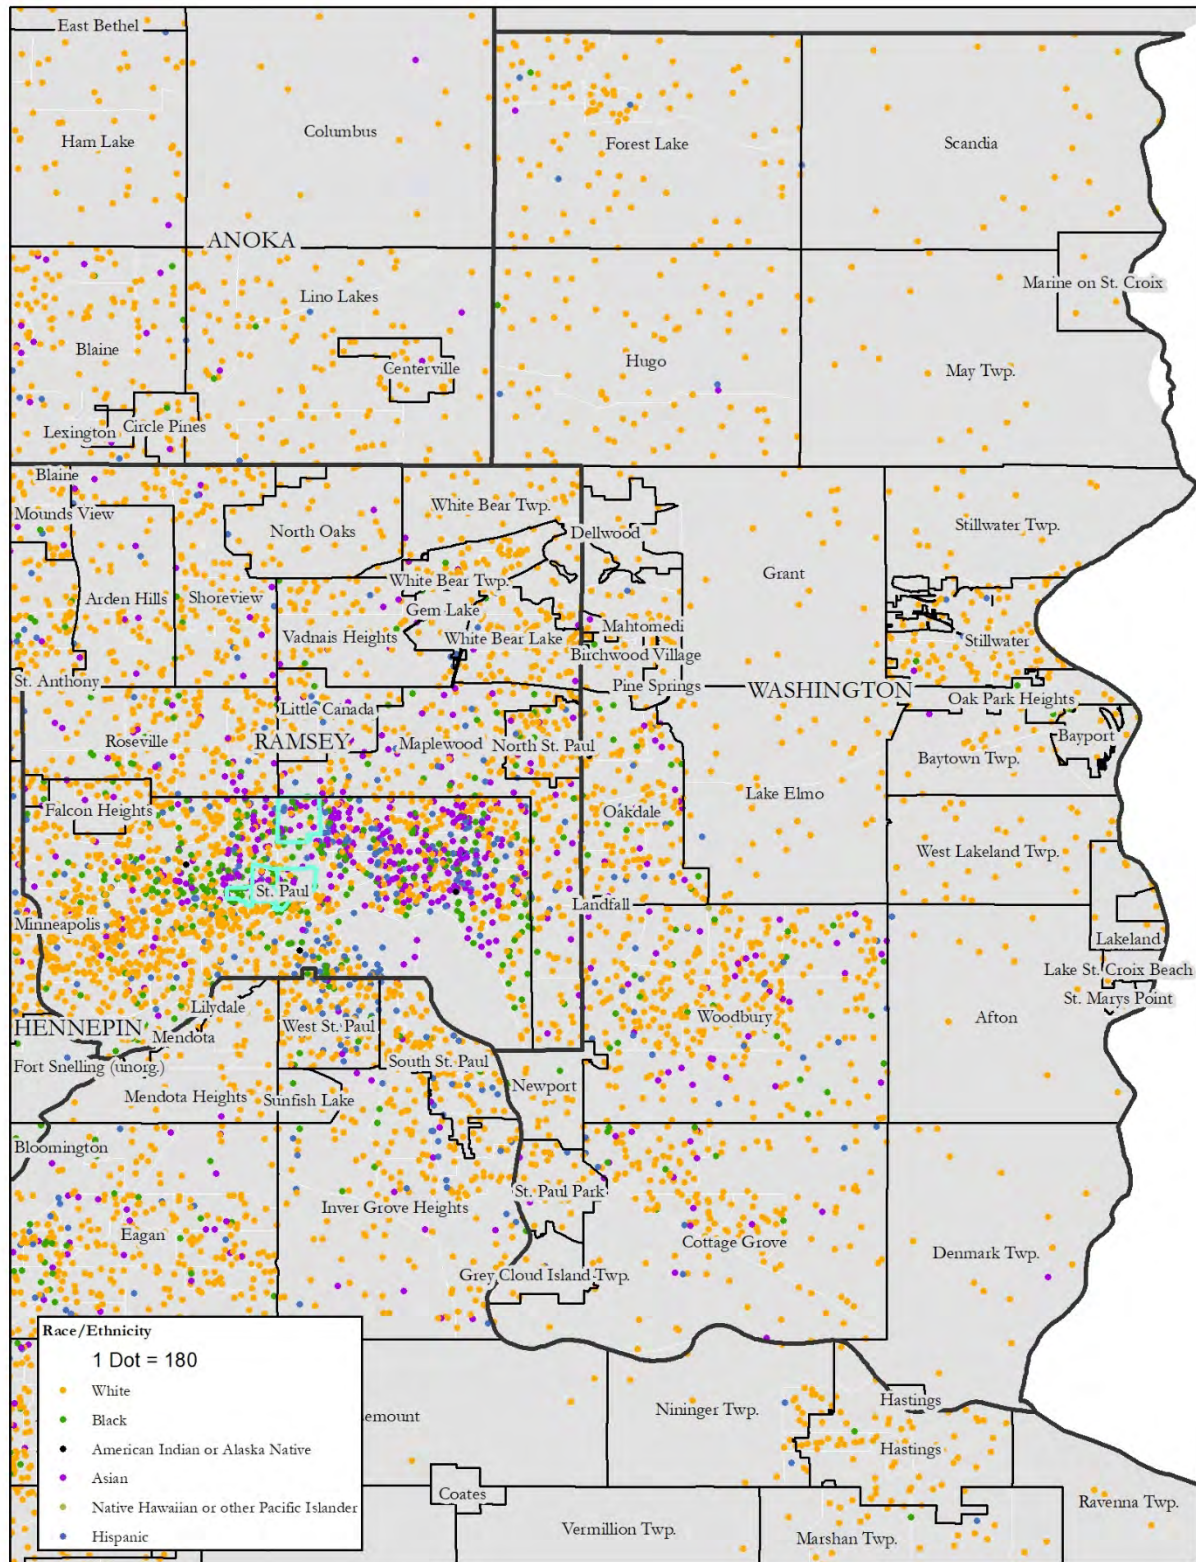 East Bethel
Ham Lake
Columbus
Forest Lake
Scandia
ANOKA
Marine on St. Croix
Lino Lakes
Blaine
Centerville
Hugo
May Twp.
Lexington
Circle Pines
Blaine
Mounds View
North Oaks
White Bear Twp.
Dellwood
Stillwater Twp.
Grant
White Bear Twp.
Arden Hills
Shoreview
Gem Lake
Vadnais Heights
White Bear Lake
Mahtomedi
Stillwater
Birchwood Village
St. Anthony
Pine Springs
WASHINGTON
Oak Park Heights
Little Canada
Roseville
RAMSEY
Maplewood
North St. Paul
Bayport
Baytown Twp.
Falcon Heights
Oakdale
Lake Elmo
West Lakeland Twp.
St. Paul
Landfall
Minneapolis
Lakeland
Lake St. Croix Beach
St. Marys Point
Lilydale
Woodbury
Afton
HENNEPIN
Mendota
West St. Paul
South St. Paul
Fort Snelling (unorg.)
Newport
Mendota Heights
Sunfish Lake
Bloomington
St. Paul Park
Inver Grove Heights
Eagan
Cottage Grove
Denmark Twp.
Grey Cloud Island Twp.
Race/Ethnicity
1 Dot = 180
White
Black
American Indian or Alaska Native
Asian
Native Hawaiian or other Pacific Islander
Hispanic
emount
Nininger Twp.
Hastings
Hastings
Coates
Vermillion Twp.
Marshan Twp.
Ravenna Twp.